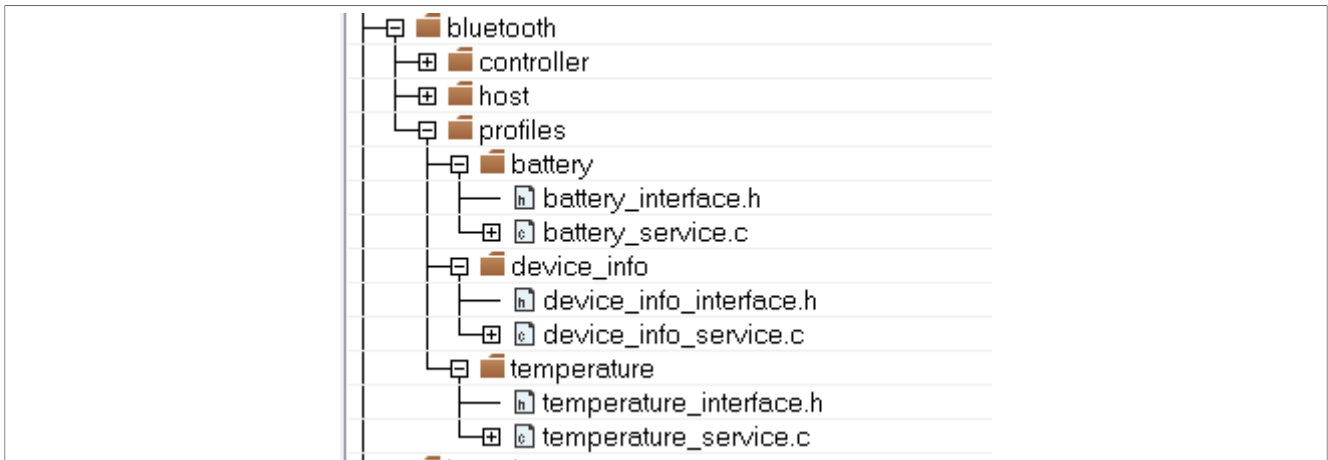 bluetooth
controller
host
profiles
battery
battery_interface.h
battery_service.c
device_info
device_info_interface.h
device_info_service.c
temperature
temperature_interface.h
temperature_service.c